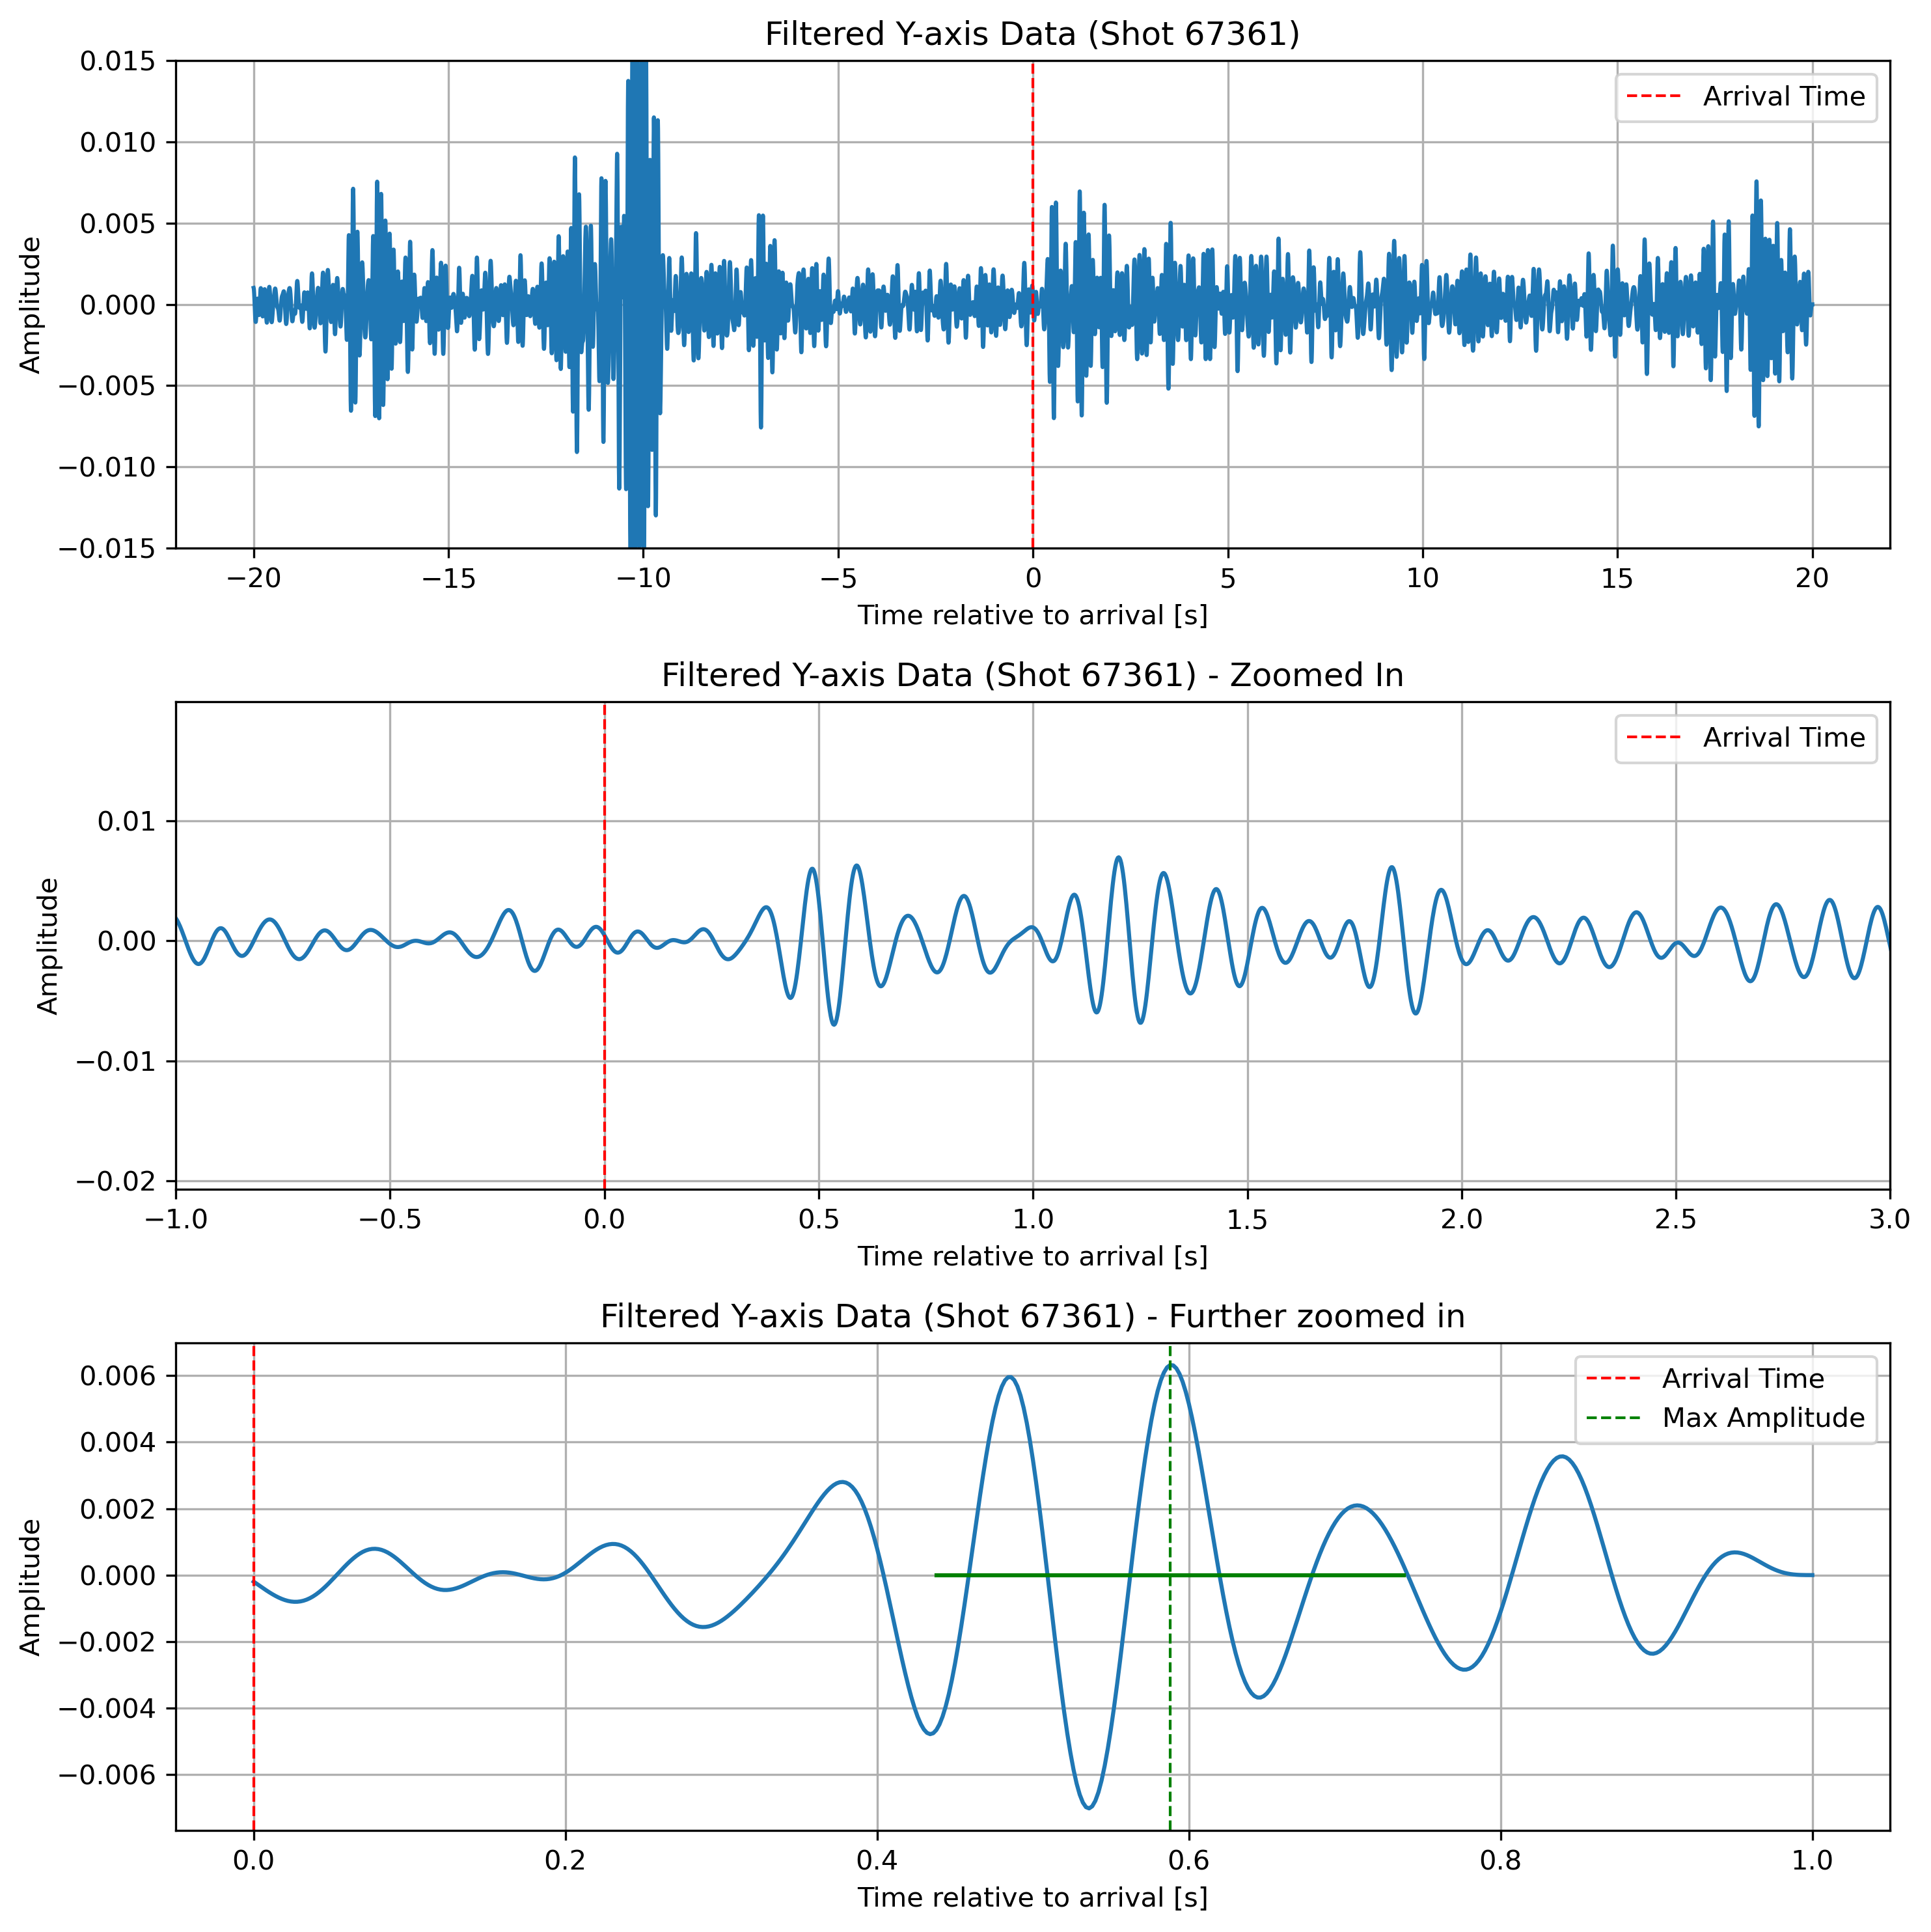 Filtered Y-axis Data (Shot 67361)
0.015
0.010
0.005
0.000
−0.005
−0.010
−0.015
Amplitude
Arrival Time
−20 −15 −10 −5 0 5 10 15 20
Time relative to arrival [s]
Filtered Y-axis Data (Shot 67361) - Zoomed In
0.01
0.00
−0.01
−0.02
Amplitude
Arrival Time
−1.0 −0.5 0.0 0.5 1.0 1.5 2.0 2.5 3.0
Time relative to arrival [s]
Filtered Y-axis Data (Shot 67361) - Further zoomed in
0.006
0.004
0.002
0.000
−0.002
−0.004
−0.006
Amplitude
Arrival Time
Max Amplitude
0.0 0.2 0.4 0.6 0.8 1.0
Time relative to arrival [s]